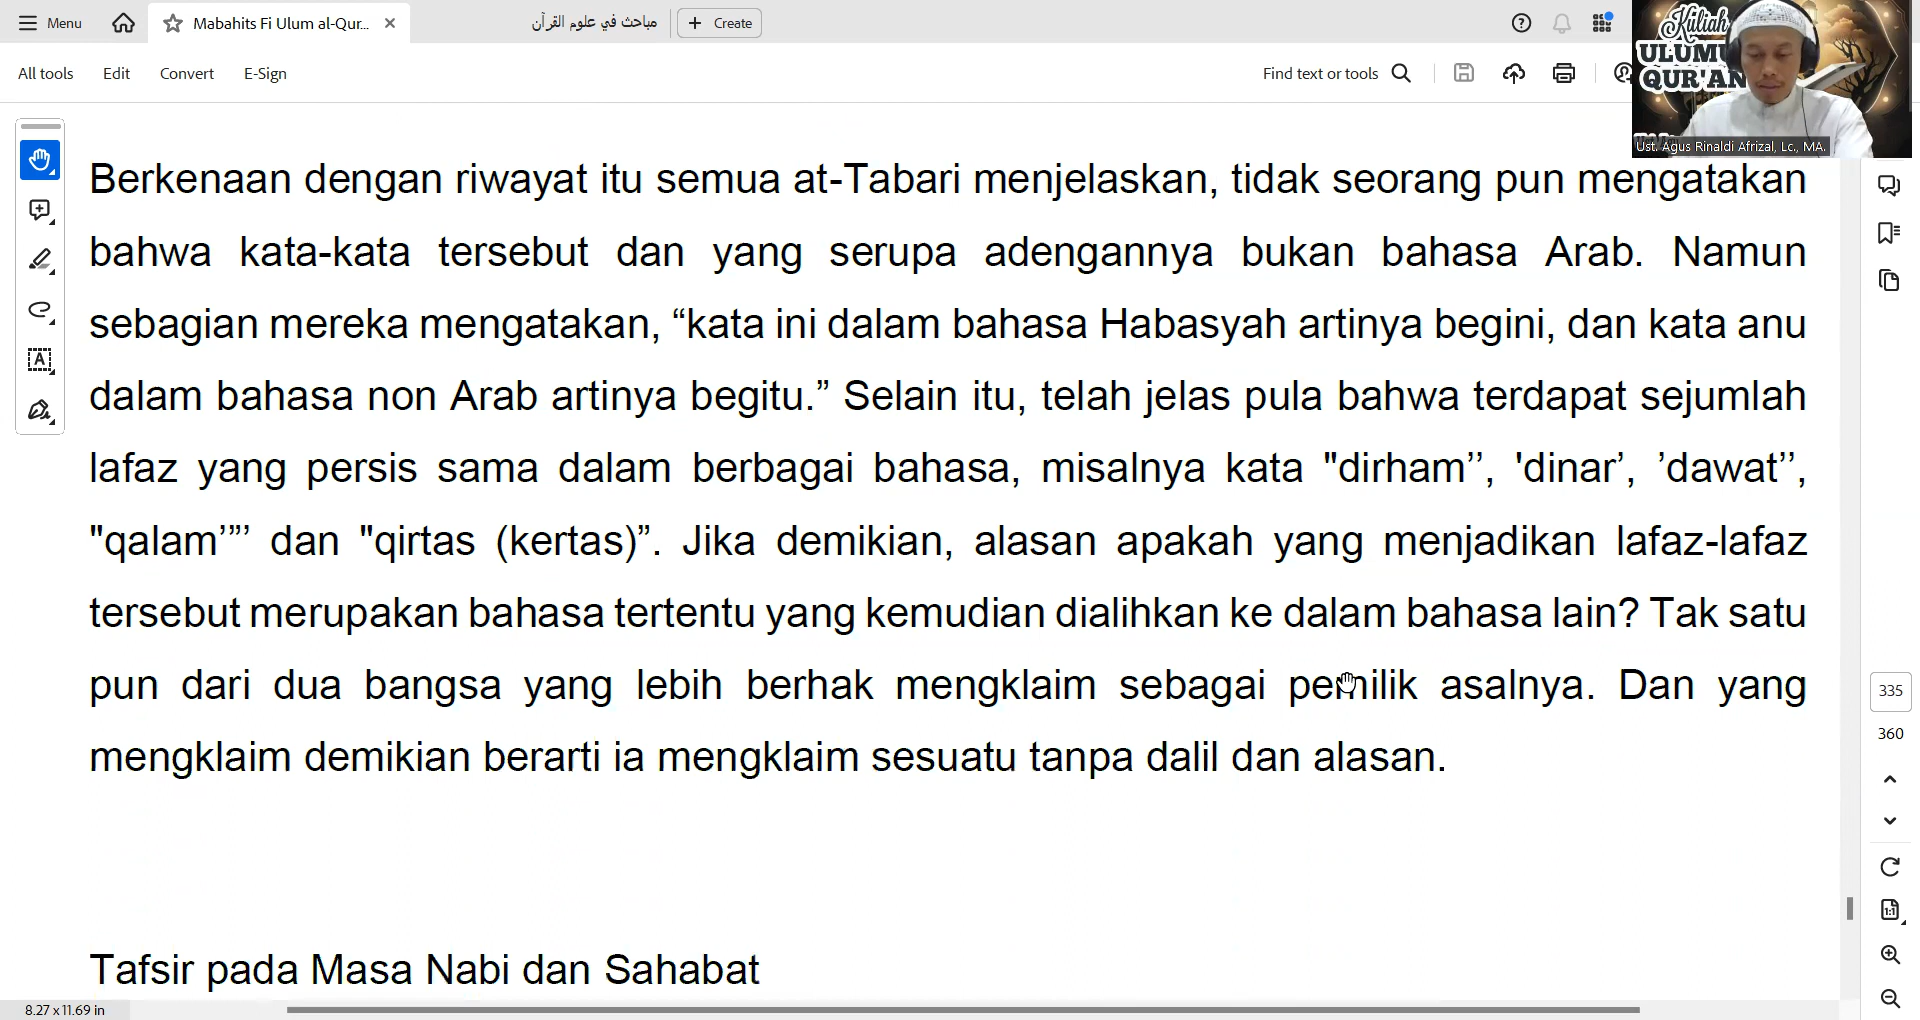 Menu
Mabahits Fi Ulum al-Qur...
مباحث في علوم القرآن
Create
All tools
Edit
Convert
E-Sign
Find text or tools
Kuliah
ULUMU
QUR'AN
Ust. Agus Rinaldi Afrizal, Lc., MA.
Berkenaan dengan riwayat itu semua at-Tabari menjelaskan, tidak seorang pun mengatakan
bahwa kata-kata tersebut dan yang serupa adengannya bukan bahasa Arab. Namun
sebagian mereka mengatakan, “kata ini dalam bahasa Habasyah artinya begini, dan kata anu
dalam bahasa non Arab artinya begitu.” Selain itu, telah jelas pula bahwa terdapat sejumlah
lafaz yang persis sama dalam berbagai bahasa, misalnya kata "dirham’’, 'dinar’, ’dawat’’,
"qalam’”’ dan "qirtas (kertas)”. Jika demikian, alasan apakah yang menjadikan lafaz-lafaz
tersebut merupakan bahasa tertentu yang kemudian dialihkan ke dalam bahasa lain? Tak satu
pun dari dua bangsa yang lebih berhak mengklaim sebagai pemilik asalnya. Dan yang
mengklaim demikian berarti ia mengklaim sesuatu tanpa dalil dan alasan.
Tafsir pada Masa Nabi dan Sahabat
335
360
8.27 x 11.69 in